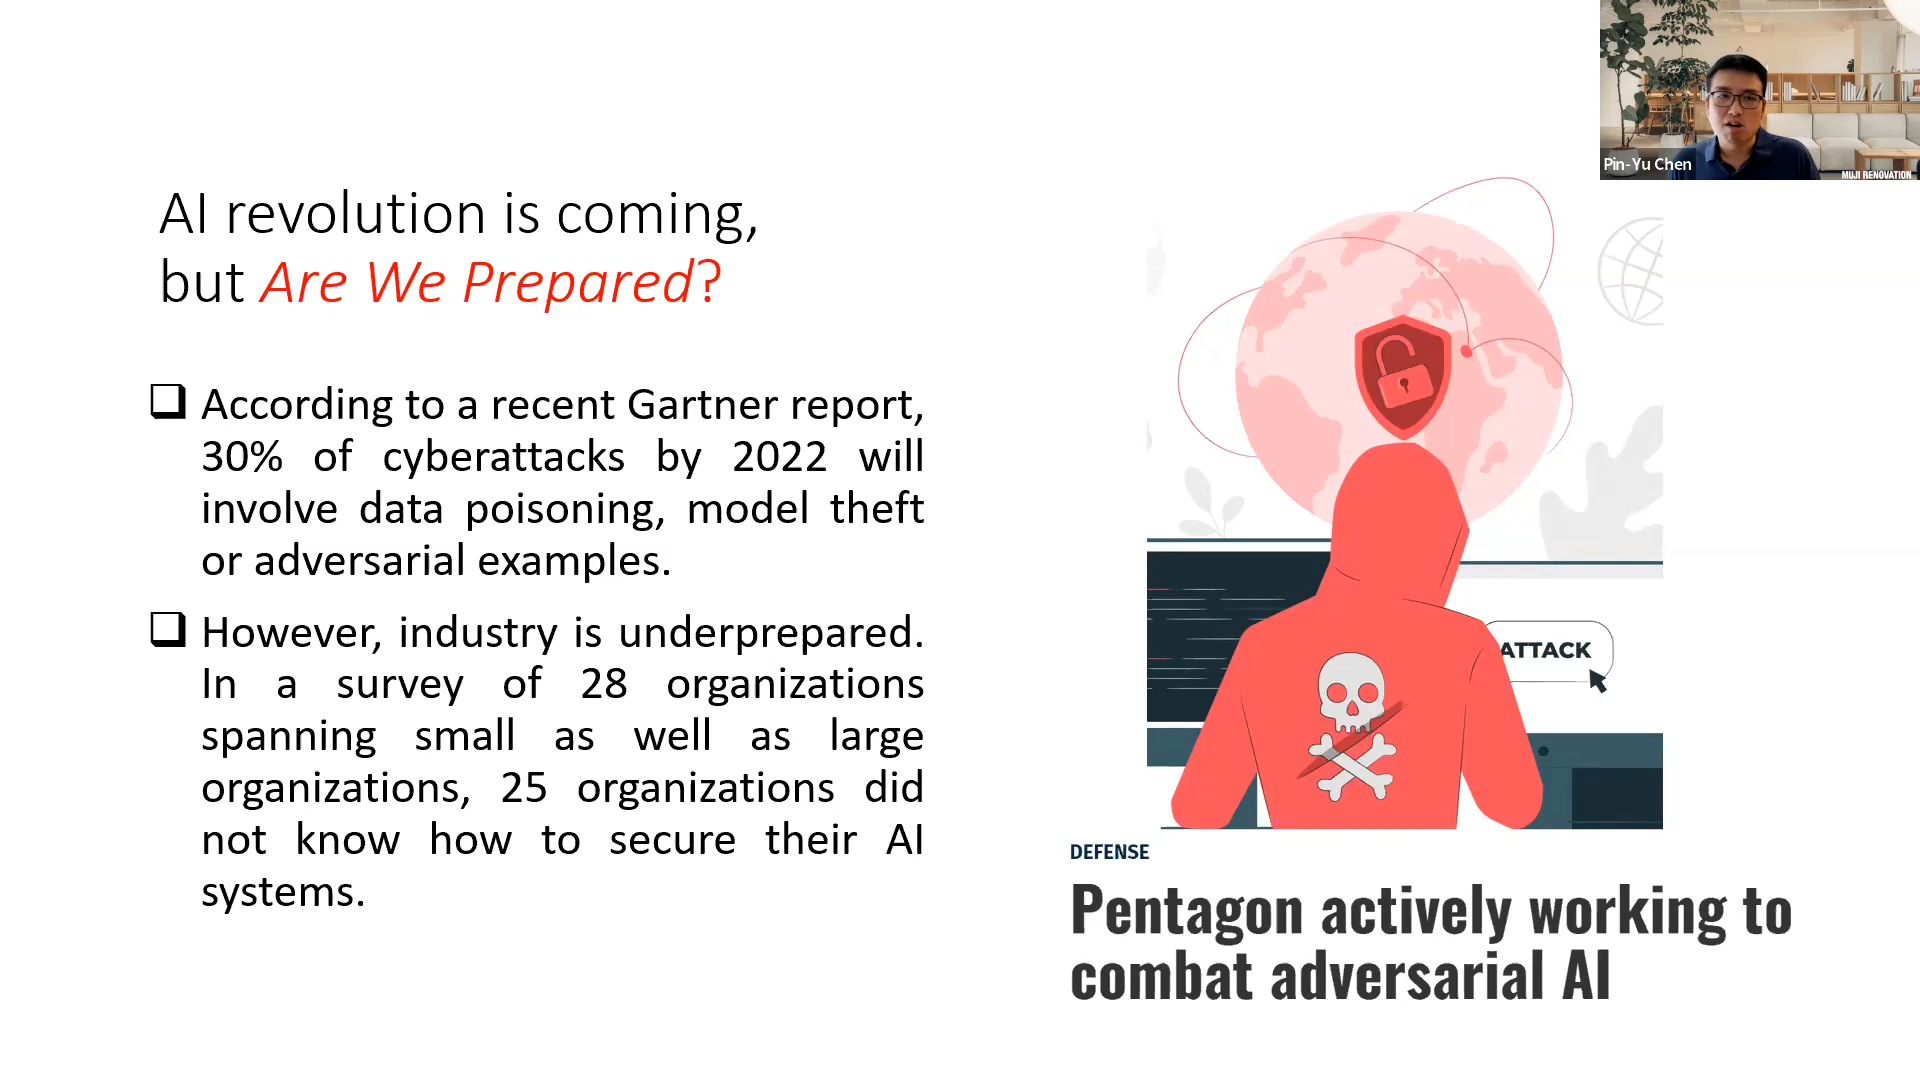 AI revolution is coming,
but Are We Prepared?
❑ According to a recent Gartner report,
30% of cyberattacks by 2022 will
involve data poisoning, model theft
or adversarial examples.
❑ However, industry is underprepared.
In a survey of 28 organizations
spanning small as well as large
organizations, 25 organizations did
not know how to secure their AI
systems.
Pin-Yu Chen
MUJI RENOVATION
ATTACK
DEFENSE
Pentagon actively working to
combat adversarial AI